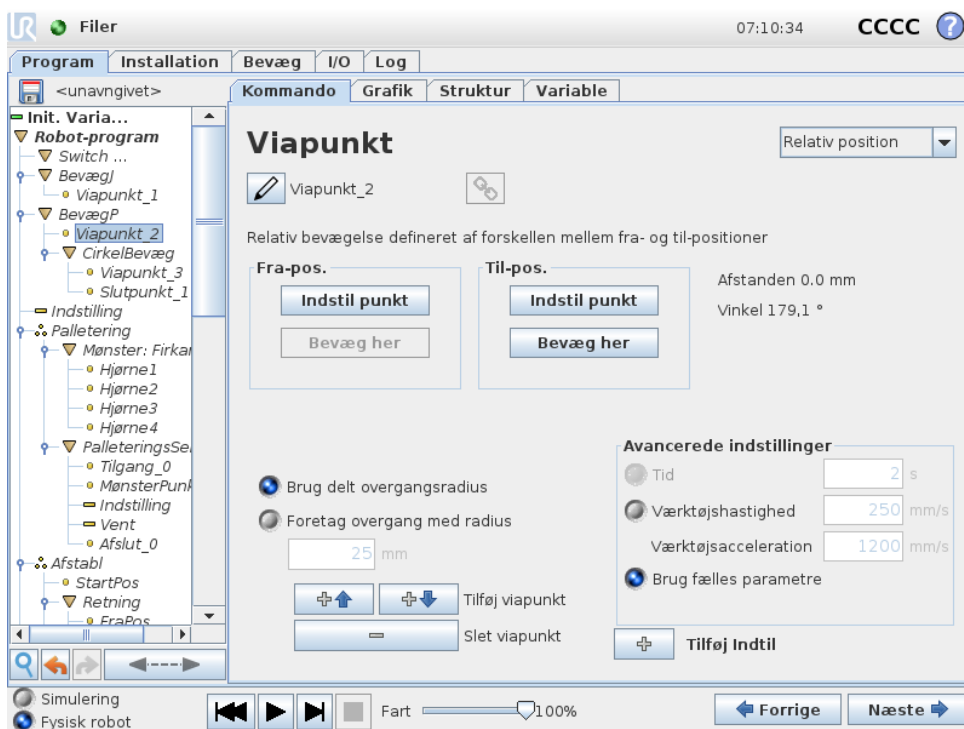 UR Filer 07:10:34 CCCC ?
Program Installation Bevæg I/O Log
<unavngivet>
Kommando Grafik Struktur Variable
Init. Varia...
Robot-program
Switch ...
BevægJ
Viapunkt_1
BevægP
Viapunkt_2
CirkelBevæg
Viapunkt_3
Slutpunkt_1
Indstilling
Palletering
Mønster: Firkan
Hjørne1
Hjørne2
Hjørne3
Hjørne4
PalleteringsSe
Tilgang_0
MønsterPunk
Indstilling
Vent
Afslut_0
Afstabl
StartPos
Retning
FraPos
Viapunkt
Relativ position
Viapunkt_2
Relativ bevægelse defineret af forskellen mellem fra- og til-positioner
Fra-pos.
Indstil punkt
Bevæg her
Til-pos.
Indstil punkt
Bevæg her
Afstanden 0.0 mm
Vinkel 179,1 °
Brug delt overgangsradius
Foretag overgang med radius
25 mm
Tilføj viapunkt
Slet viapunkt
Avancerede indstillinger
Tid 2 s
Værktøjshastighed 250 mm/s
Værktøjsacceleration 1200 mm/s
Brug fælles parametre
Tilføj Indtil
Simulering
Fysisk robot
Fart 100%
Forrige
Næste